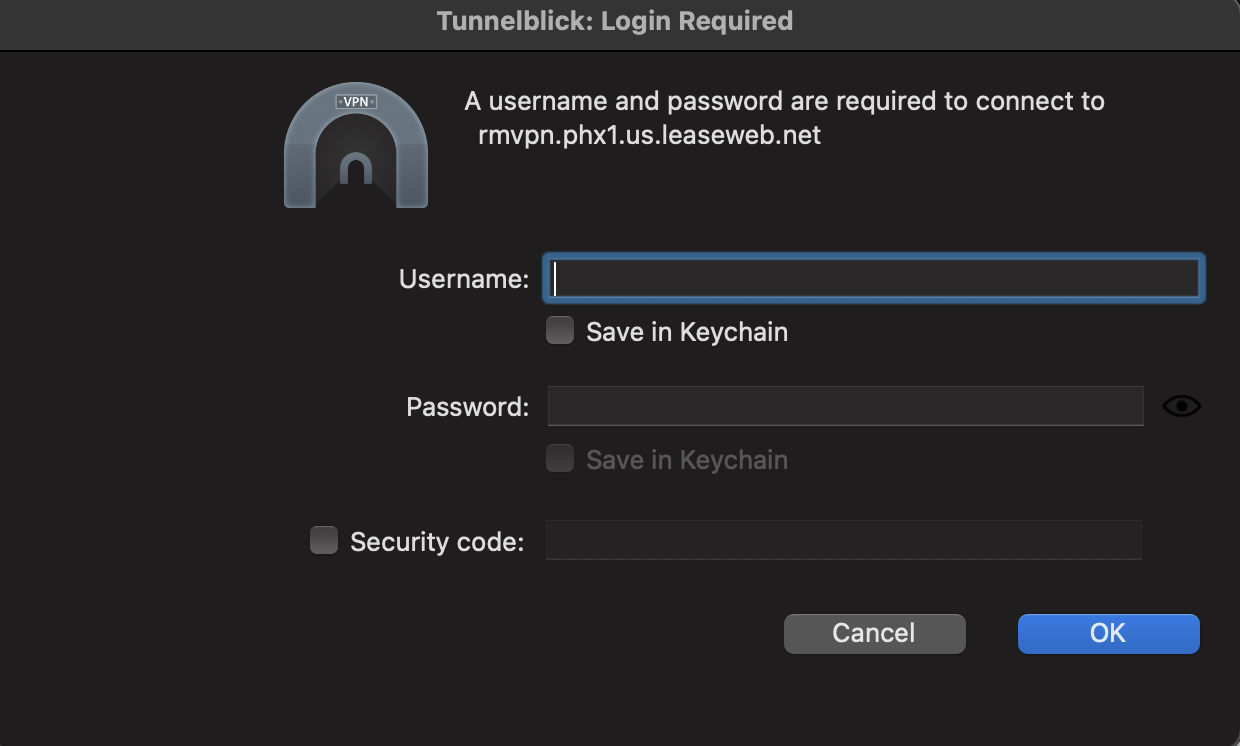 Tunnelblick: Login Required
VPN
A username and password are required to connect to
rmvpn.phx1.us.leaseweb.net
Username:
Save in Keychain
Password:
Save in Keychain
Security code:
Cancel
OK